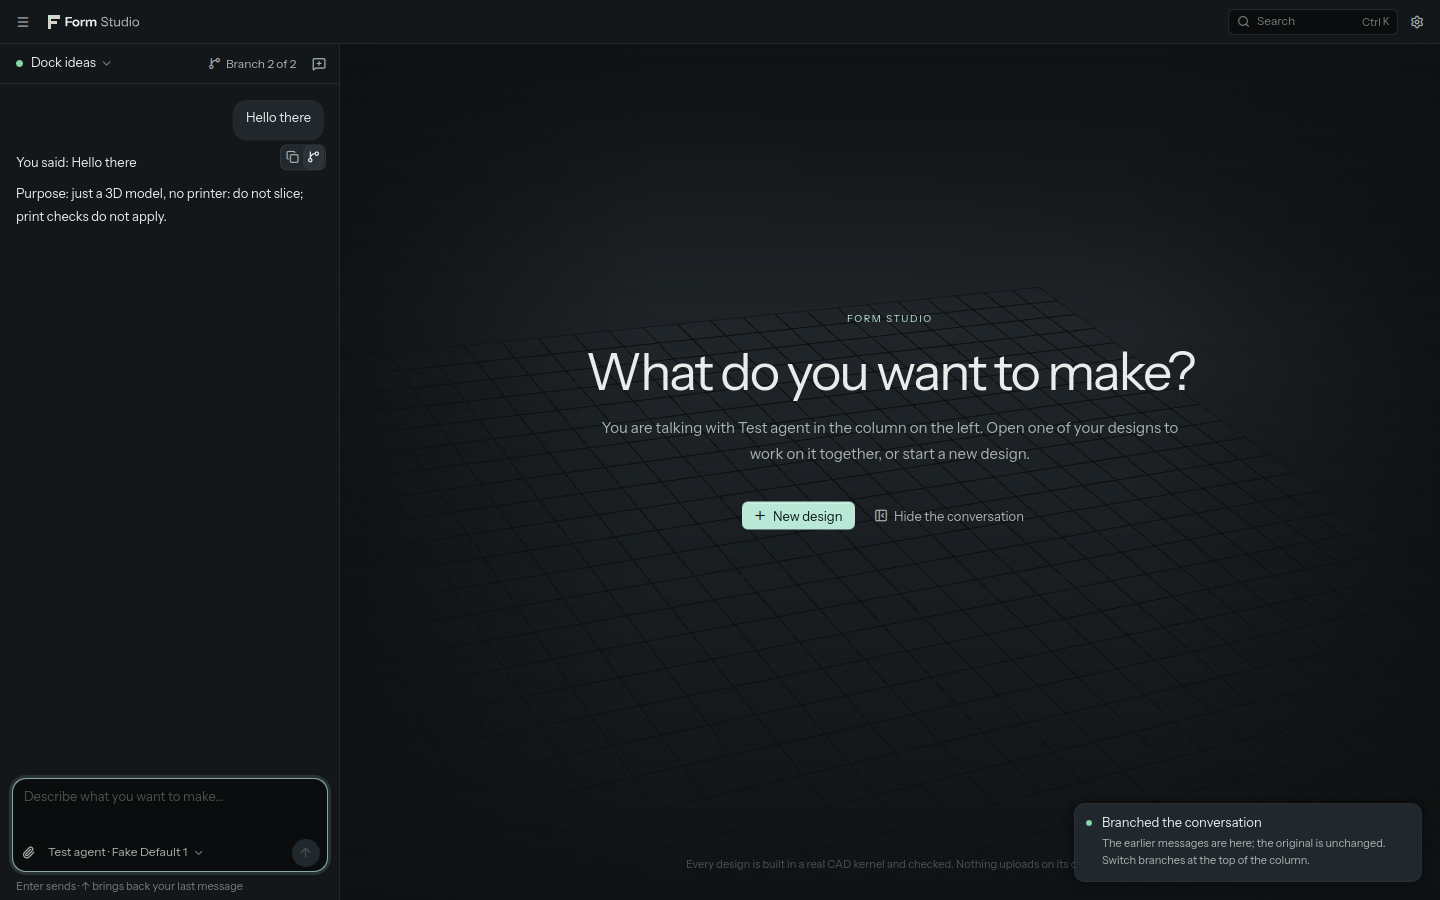 Form Studio
Search
Ctrl K
Dock ideas
Branch 2 of 2
Hello there
You said: Hello there
Purpose: just a 3D model, no printer: do not slice;
print checks do not apply.
FORM STUDIO
What do you want to make?
You are talking with Test agent in the column on the left. Open one of your designs to
work on it together, or start a new design.
New design
Hide the conversation
Describe what you want to make...
Test agent · Fake Default 1
Enter sends · ↑ brings back your last message
Every design is built in a real CAD kernel and checked. Nothing uploads on its
Branched the conversation
The earlier messages are here; the original is unchanged.
Switch branches at the top of the column.